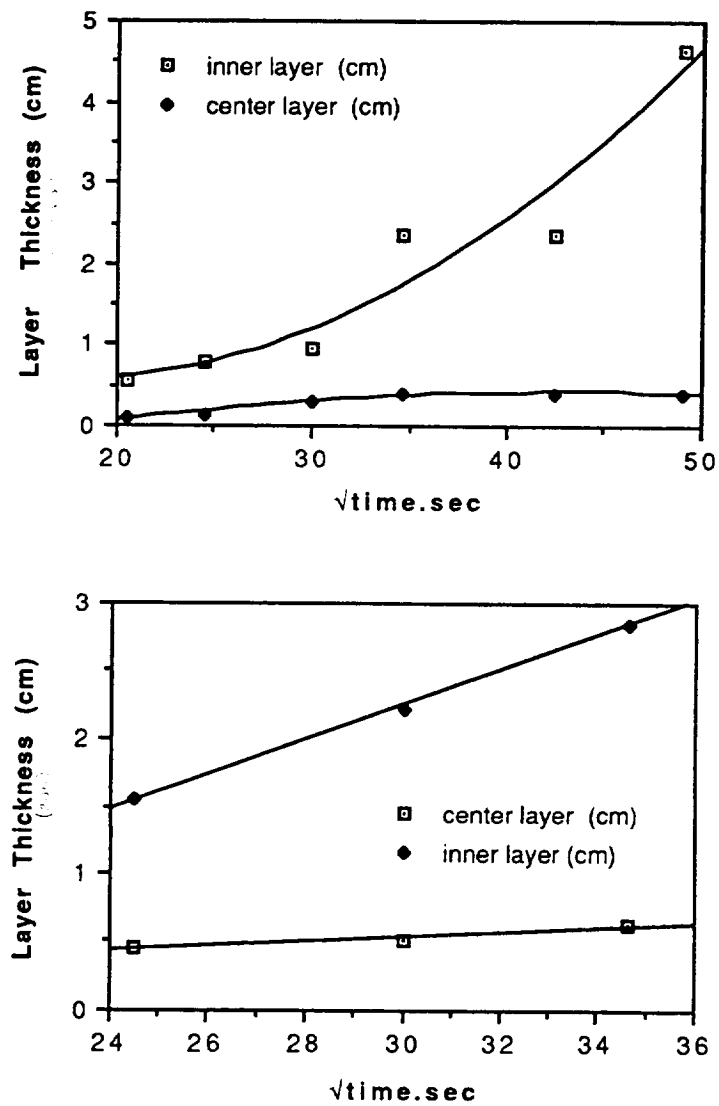 5
4
3
2
1
0
Layer Thickness (cm)
inner layer (cm)
center layer (cm)
20 30 40 50
√time.sec
3
2
1
0
Layer Thickness (cm)
center layer (cm)
inner layer (cm)
24 26 28 30 32 34 36
√time.sec